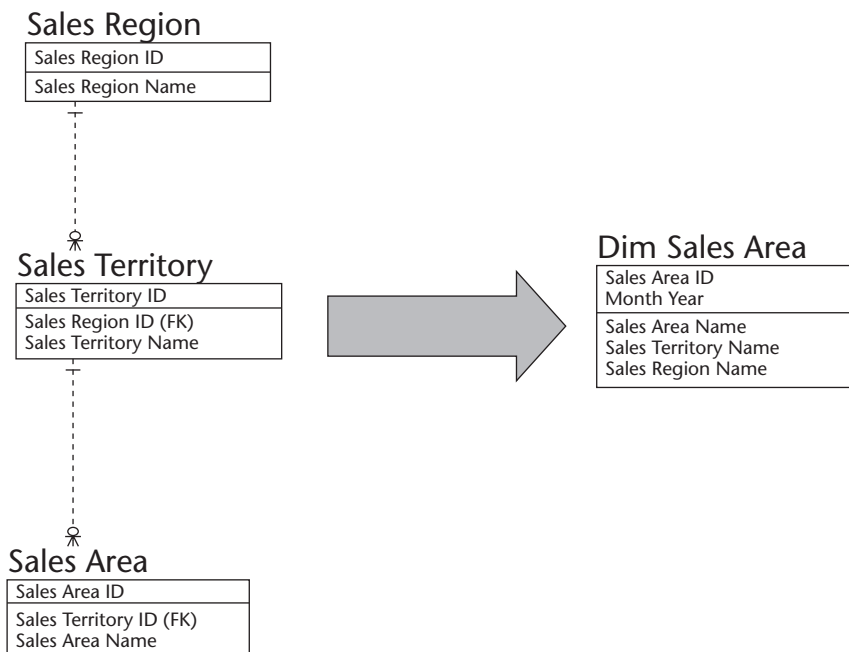 Sales Region
Sales Region ID
Sales Region Name
Sales Territory
Sales Territory ID
Sales Region ID (FK)
Sales Territory Name
Sales Area
Sales Area ID
Sales Territory ID (FK)
Sales Area Name
Dim Sales Area
Sales Area ID
Month Year
Sales Area Name
Sales Territory Name
Sales Region Name